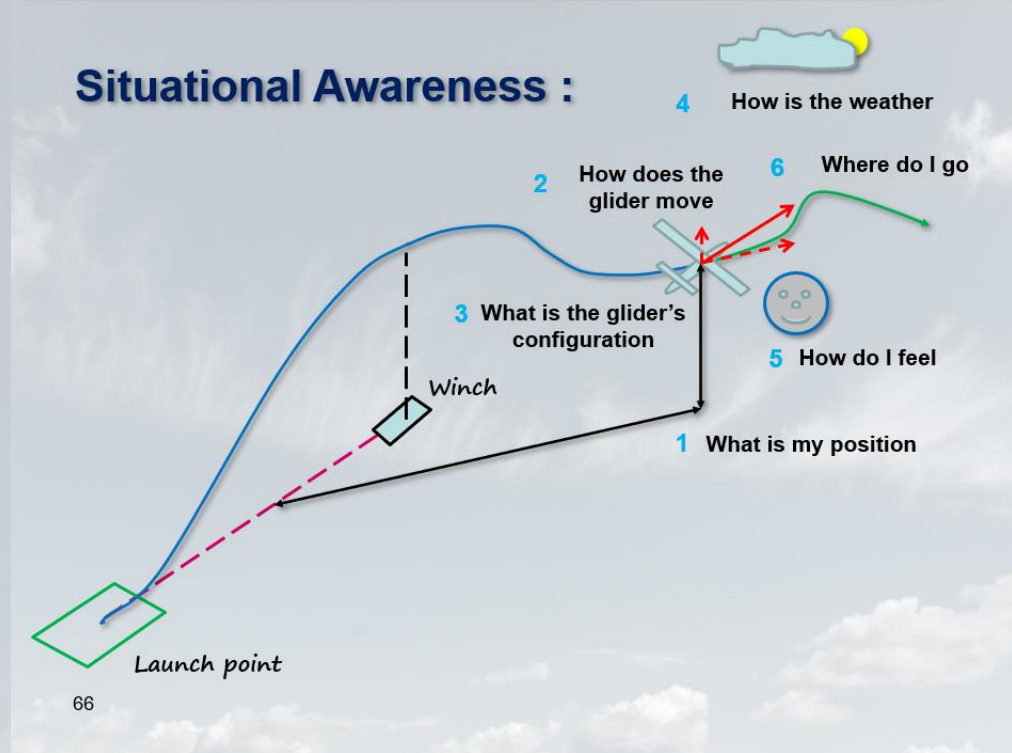 Situational Awareness :
4 How is the weather
6 Where do I go
2 How does the
glider move
3 What is the glider's
configuration
5 How do I feel
Winch
1 What is my position
Launch point
66